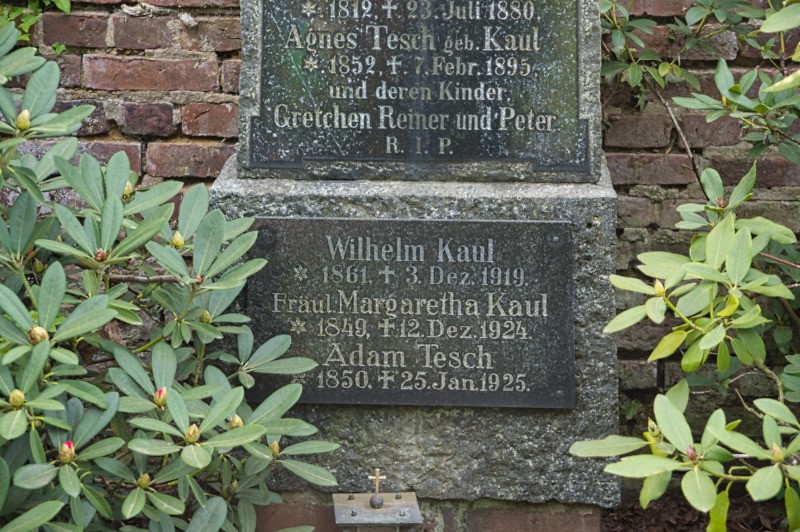 * 1812, ✝ 23. Juli 1880.
Agnes Tesch geb. Kaul
* 1852, ✝ 7. Febr. 1895.
und deren Kinder,
Gretchen Reiner und Peter
R. I. P.
Wilhelm Kaul
* 1861, ✝ 3. Dez. 1919.
Fräul. Margaretha Kaul
* 1849, ✝ 12. Dez. 1924.
Adam Tesch
* 1850, ✝ 25. Jan. 1925.